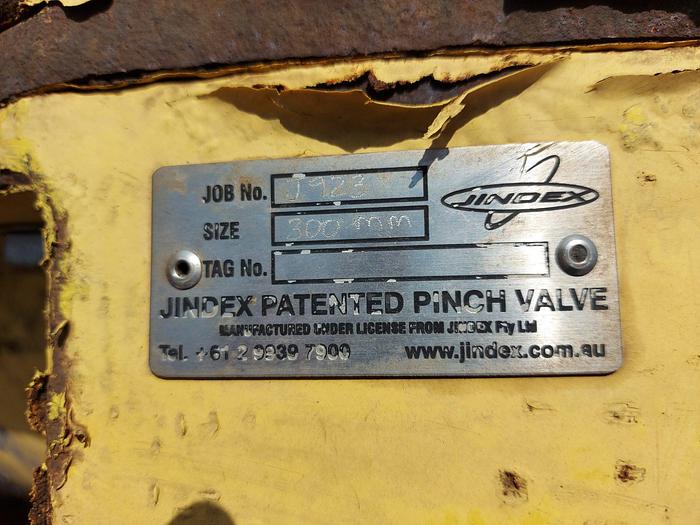 JOB No. J923
JINDEX
SIZE 300 mm
TAG No.
JINDEX PATENTED PINCH VALVE
MANUFACTURED UNDER LICENSE FROM JINDEX Pty Ltd
Tel. +61 2 9939 7900 www.jindex.com.au